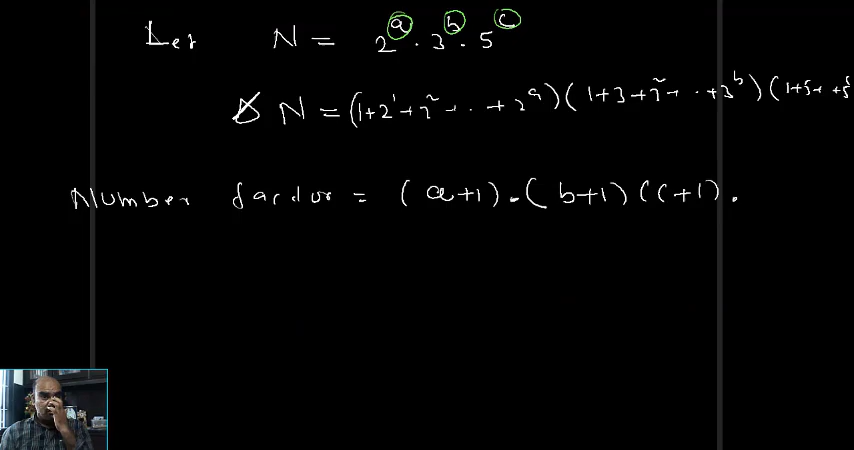 Let N = 2^a · 3^b · 5^c
N = (1+2^1+2^2+ . . +2^a)(1+3+3^2+ . . +3^b)(1+5+ . +5^c
Number factor = (a+1).(b+1)(c+1).